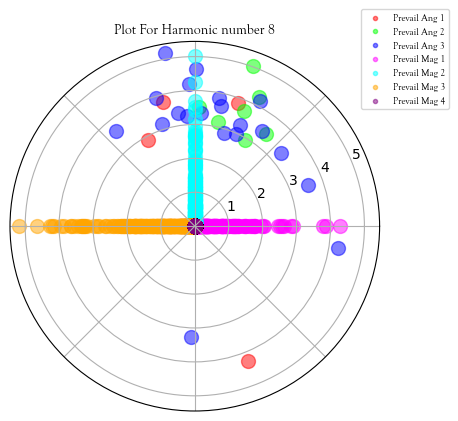 Plot For Harmonic number 8
Prevail Ang 1
Prevail Ang 2
Prevail Ang 3
Prevail Mag 1
Prevail Mag 2
Prevail Mag 3
Prevail Mag 4
5
4
3
2
1